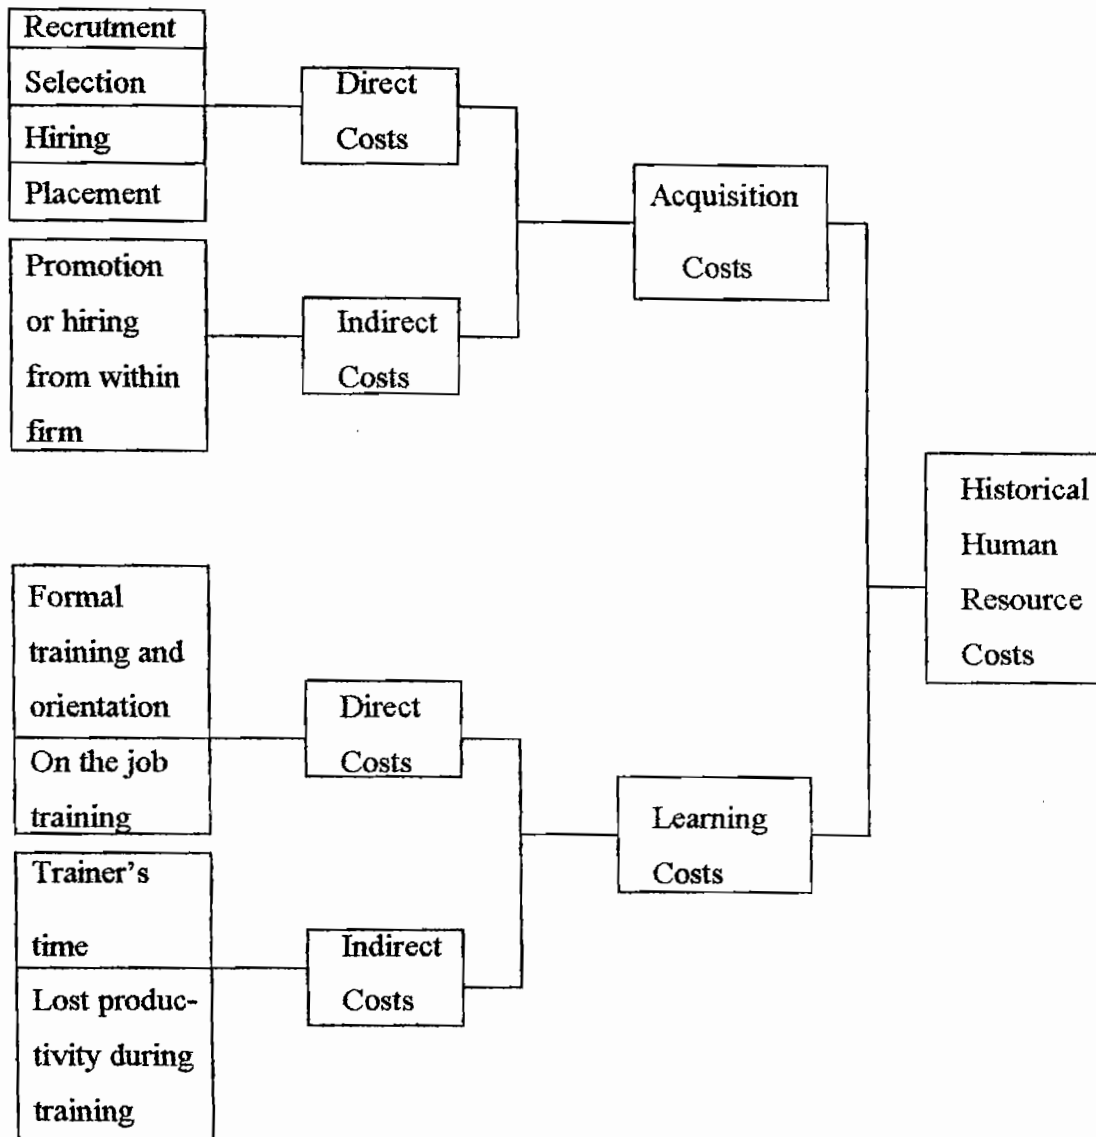 Recrutment
Selection
Hiring
Placement
Direct
Costs
Promotion
or hiring
from within
firm
Indirect
Costs
Acquisition
Costs
Formal
training and
orientation
On the job
training
Direct
Costs
Trainer's
time
Lost produc-
tivity during
training
Indirect
Costs
Learning
Costs
Historical
Human
Resource
Costs